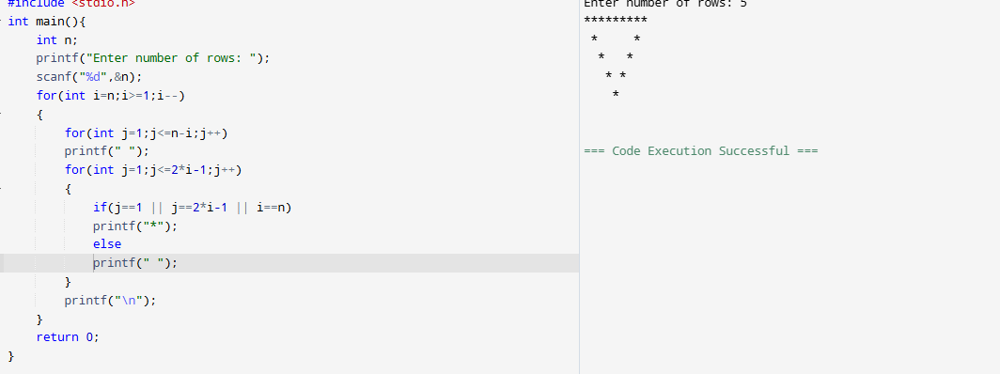 #include <stdio.h>
int main(){
    int n;
    printf("Enter number of rows: ");
    scanf("%d",&n);
    for(int i=n;i>=1;i--)
    {
        for(int j=1;j<=n-i;j++)
        printf(" ");
        for(int j=1;j<=2*i-1;j++)
        {
            if(j==1 || j==2*i-1 || i==n)
            printf("*");
            else
            printf(" ");
        }
        printf("\n");
    }
    return 0;
}
Enter number of rows: 5
*********
 *     *
  *   *
   * *
    *
=== Code Execution Successful ===